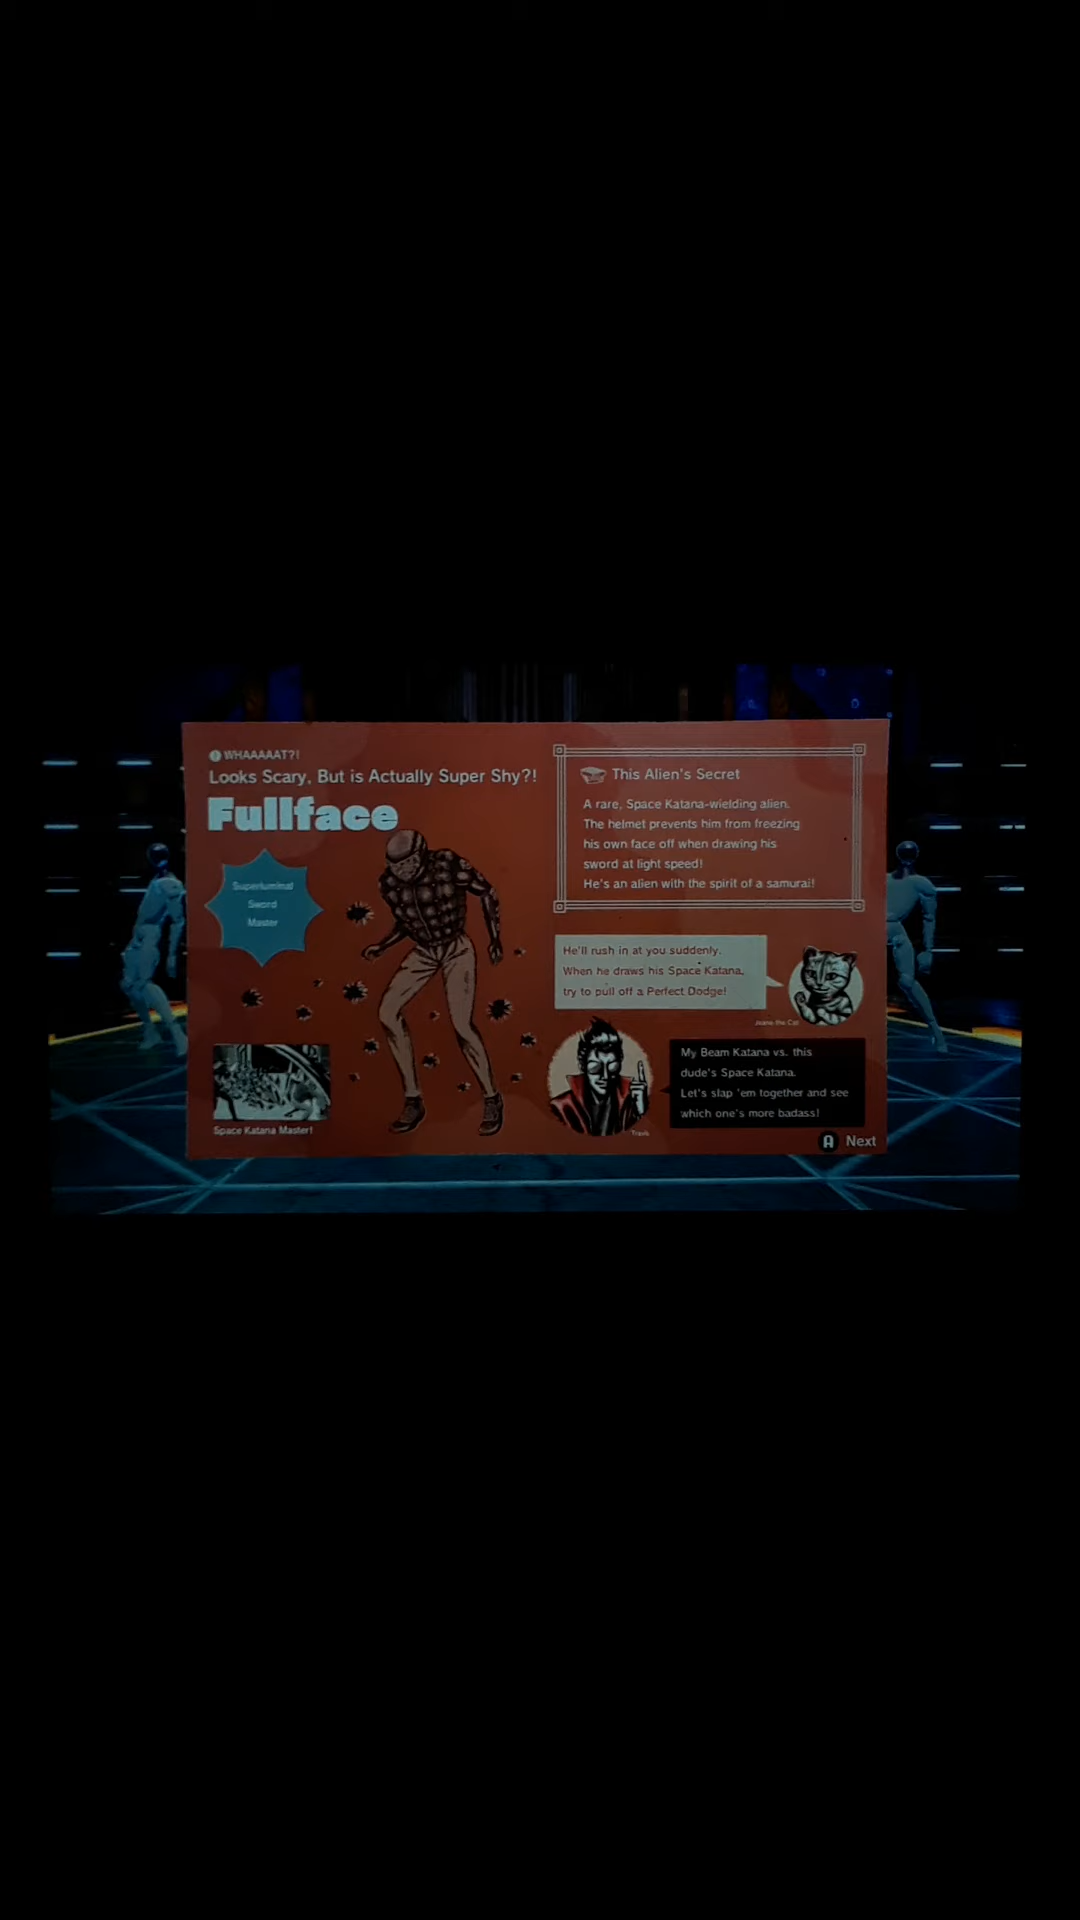 WHAAAAAT?!
Looks Scary, But is Actually Super Shy?!
Fullface
Superluminal
Sword
Master
Space Katana Master!
This Alien's Secret
A rare, Space Katana-wielding alien.
The helmet prevents him from freezing
his own face off when drawing his
sword at light speed!
He's an alien with the spirit of a samurai!
He'll rush in at you suddenly.
When he draws his Space Katana,
try to pull off a Perfect Dodge!
Jeane the Cat
My Beam Katana vs. this
dude's Space Katana.
Let's slap 'em together and see
which one's more badass!
Travis
A Next